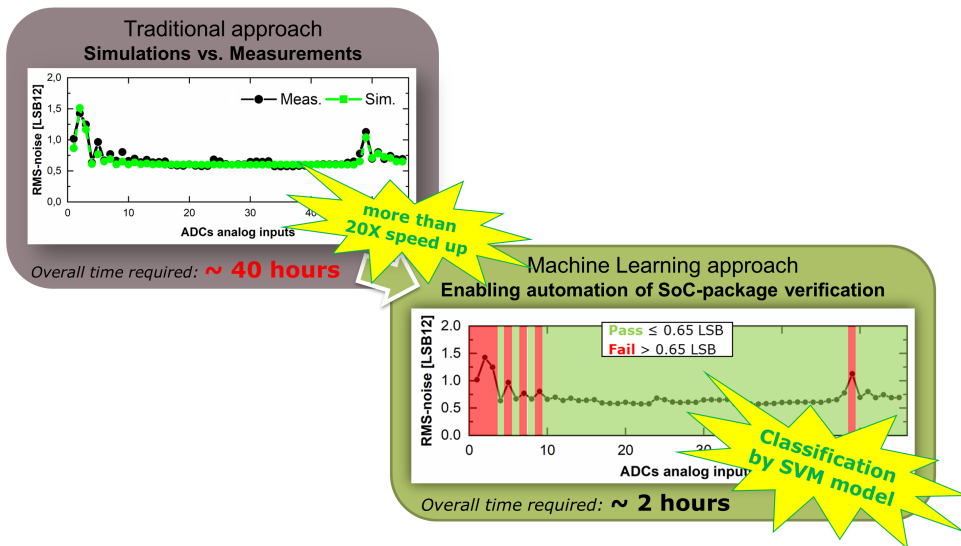 Traditional approach
Simulations vs. Measurements
RMS-noise [LSB12]
2,0
1,5
1,0
0,5
0,0
Meas.
Sim.
0
10
20
30
40
ADCs analog inputs
Overall time required: ~ 40 hours
more than
20X speed up
Machine Learning approach
Enabling automation of SoC-package verification
RMS-noise [LSB12]
2.0
1.5
1.0
0.5
0.0
Pass ≤ 0.65 LSB
Fail > 0.65 LSB
0
10
20
30
ADCs analog
Classification
by SVM model
Overall time required: ~ 2 hours